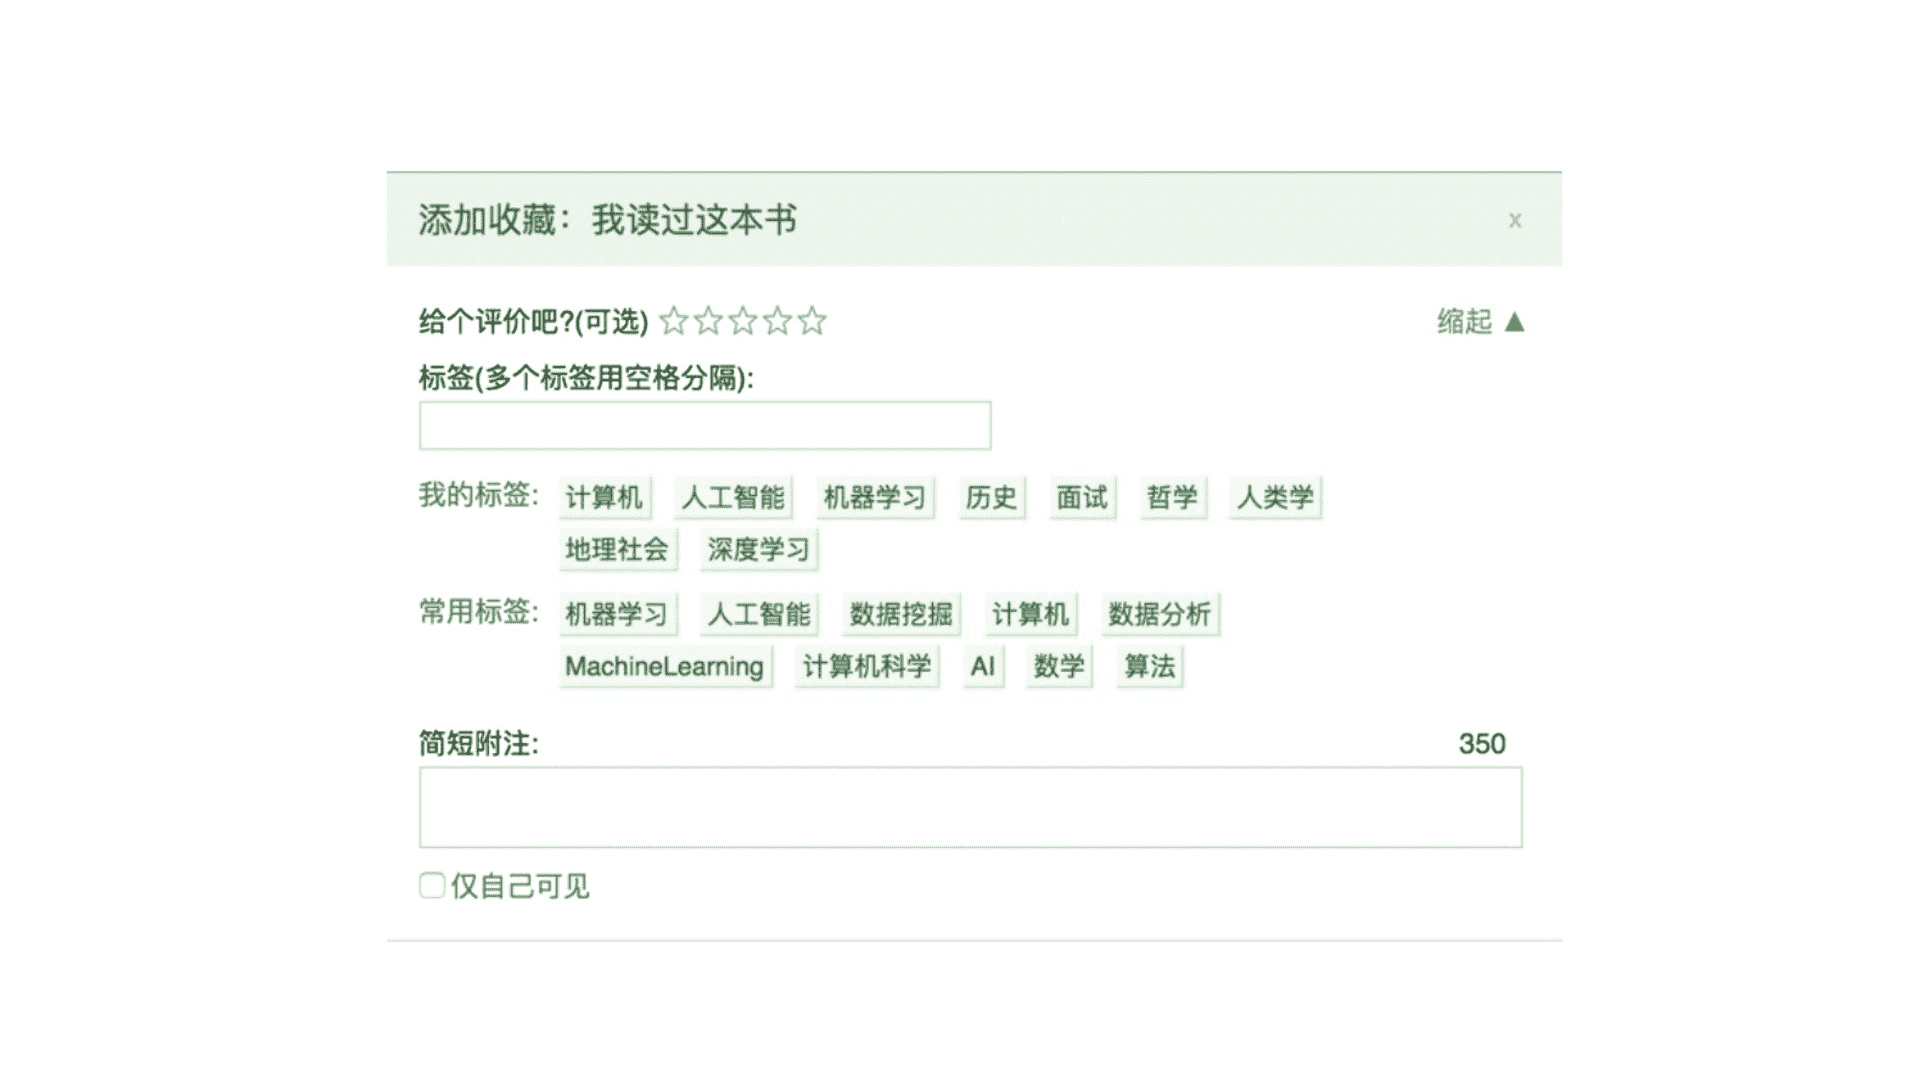 添加收藏：我读过这本书 x
给个评价吧?(可选) ☆☆☆☆☆ 缩起 ▲
标签(多个标签用空格分隔):
我的标签: 计算机 人工智能 机器学习 历史 面试 哲学 人类学
地理社会 深度学习
常用标签: 机器学习 人工智能 数据挖掘 计算机 数据分析
MachineLearning 计算机科学 AI 数学 算法
简短附注: 350
仅自己可见